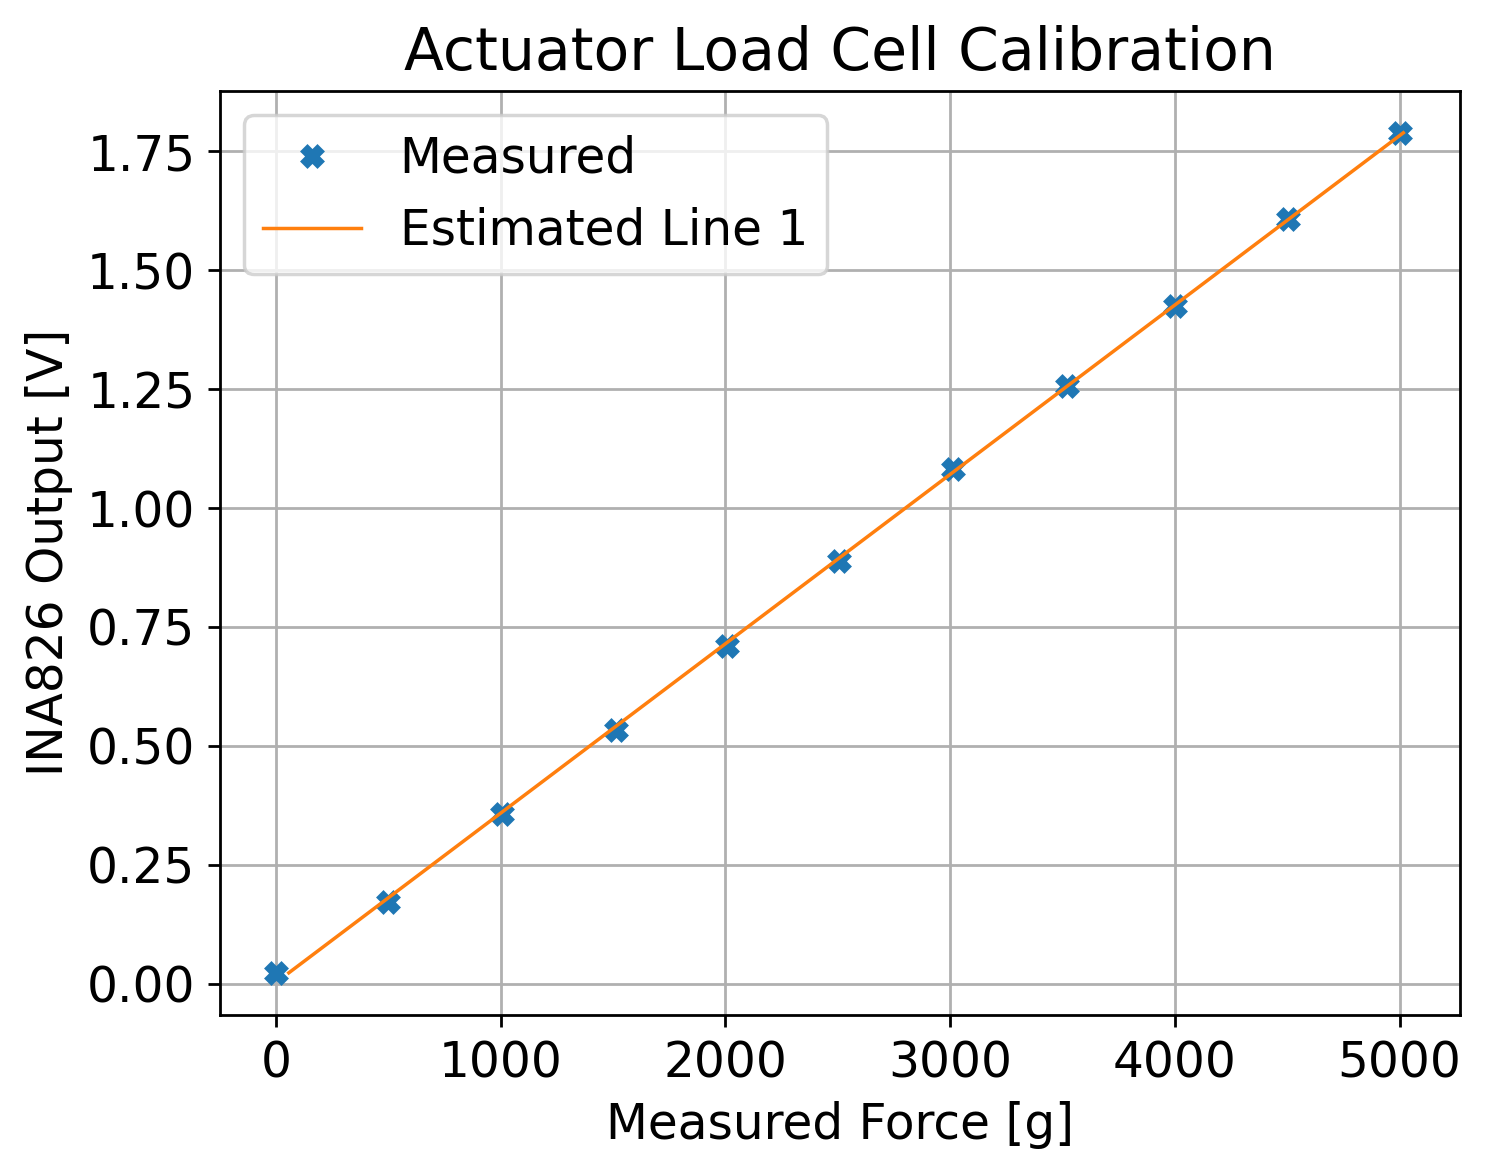 Actuator Load Cell Calibration
Measured
Estimated Line 1
INA826 Output [V]
1.75
1.50
1.25
1.00
0.75
0.50
0.25
0.00
0 1000 2000 3000 4000 5000
Measured Force [g]